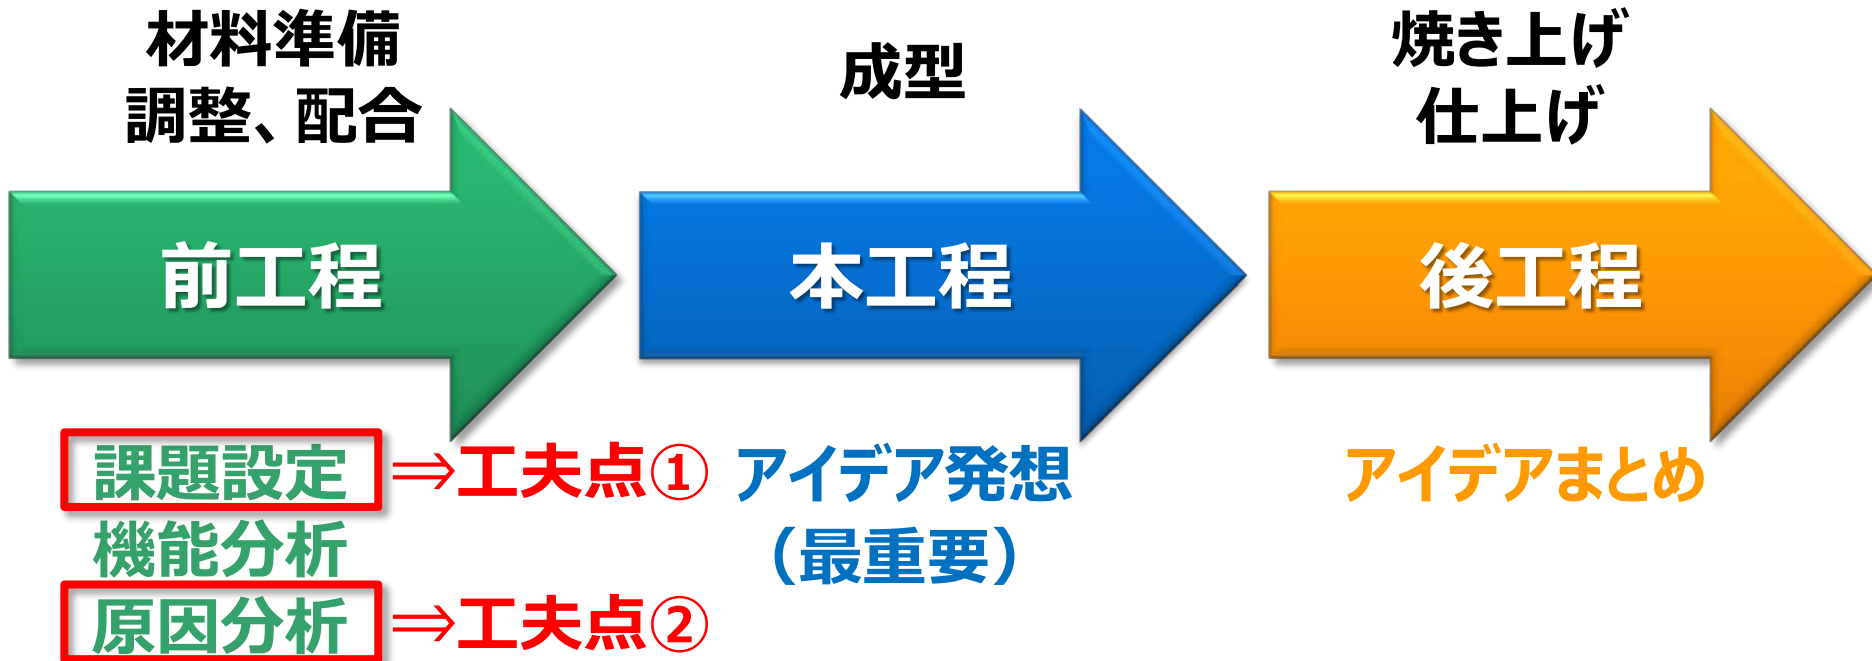 材料準備
調整、配合
前工程
課題設定⇒工夫点①
機能分析
原因分析⇒工夫点②
成型
本工程
アイデア発想
（最重要）
焼き上げ
仕上げ
後工程
アイデアまとめ